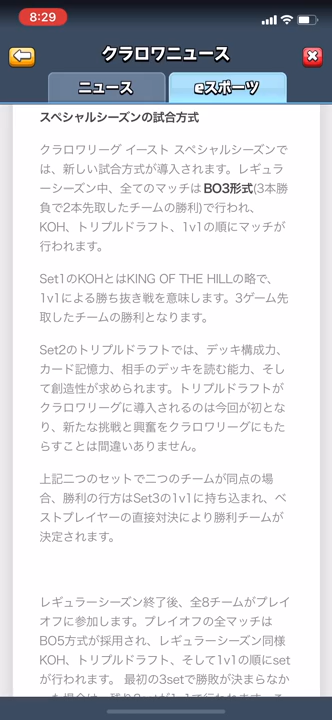 8:29
クラロワニュース
ニュース
eスポーツ
スペシャルシーズンの試合方式
クラロワリーグ イースト スペシャルシーズンで
は、新しい試合方式が導入されます。レギュラ
ーシーズン中、全てのマッチはBO3形式(3本勝
負で2本先取したチームの勝利)で行われ、
KOH、トリプルドラフト、1v1の順にマッチが
行われます。
Set1のKOHとはKING OF THE HILLの略で、
1v1による勝ち抜き戦を意味します。3ゲーム先
取したチームの勝利となります。
Set2のトリプルドラフトでは、デッキ構成力、
カード記憶力、相手のデッキを読む能力、そし
て創造性が求められます。トリプルドラフトが
クラロワリーグに導入されるのは今回が初とな
り、新たな挑戦と興奮をクラロワリーグにもた
らすことは間違いありません。
上記二つのセットで二つのチームが同点の場
合、勝利の行方はSet3の1v1に持ち込まれ、ベ
ストプレイヤーの直接対決により勝利チームが
決定されます。
レギュラーシーズン終了後、全8チームがプレイ
オフに参加します。プレイオフの全マッチは
BO5方式が採用され、レギュラーシーズン同様
KOH、トリプルドラフト、そして1v1の順にset
が行われます。 最初の3setで勝敗が決まらなか